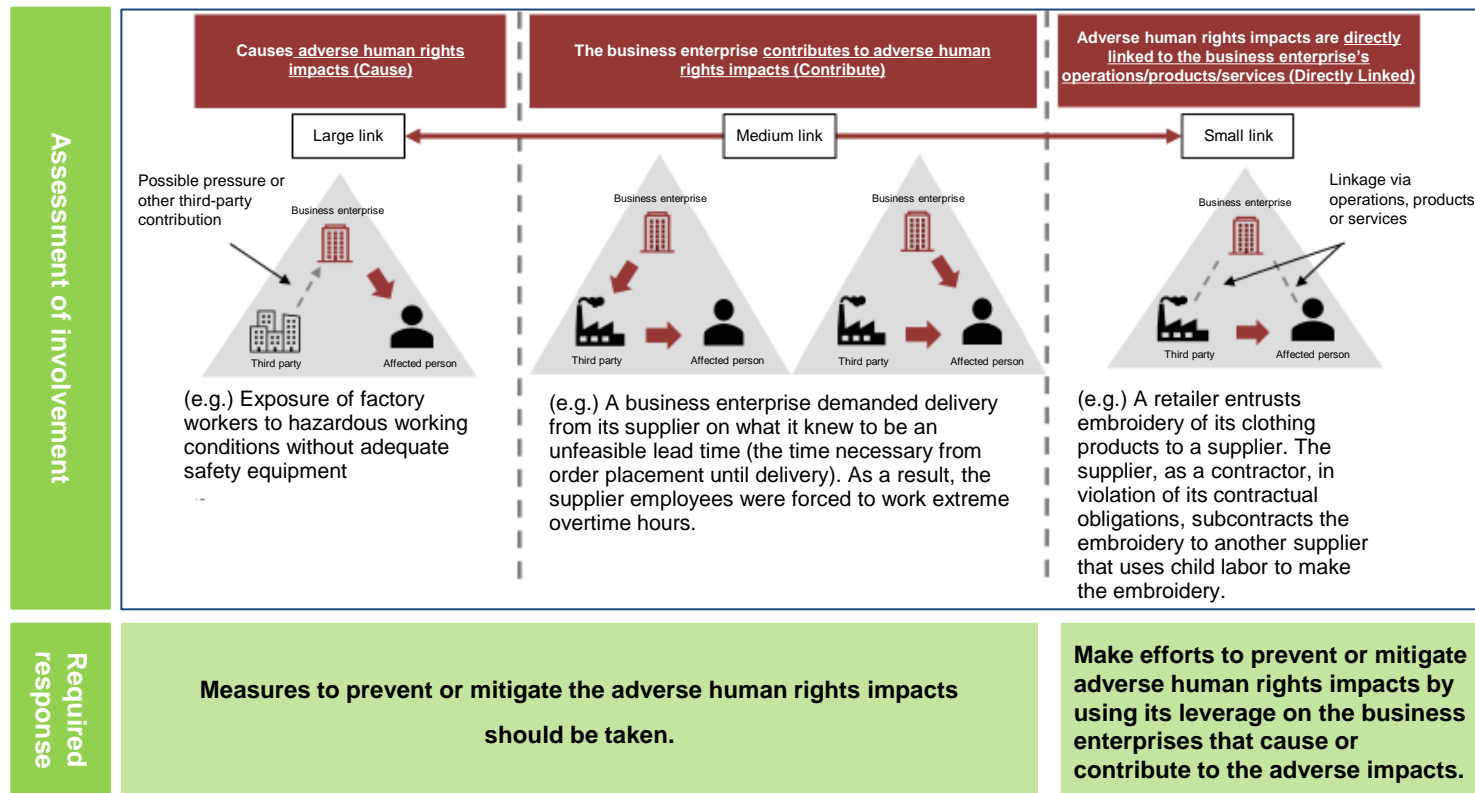 Assessment of involvement
Causes adverse human rights
impacts (Cause)
The business enterprise contributes to adverse human
rights impacts (Contribute)
Adverse human rights impacts are directly
linked to the business enterprise's
operations/products/services (Directly Linked)
Large link
Medium link
Small link
Possible pressure or
other third-party
contribution
Business enterprise
Third party
Affected person
Business enterprise
Third party
Affected person
Business enterprise
Third party
Affected person
Linkage via
operations, products
or services
Business enterprise
Third party
Affected person
(e.g.) Exposure of factory
workers to hazardous working
conditions without adequate
safety equipment
(e.g.) A business enterprise demanded delivery
from its supplier on what it knew to be an
unfeasible lead time (the time necessary from
order placement until delivery). As a result, the
supplier employees were forced to work extreme
overtime hours.
(e.g.) A retailer entrusts
embroidery of its clothing
products to a supplier. The
supplier, as a contractor, in
violation of its contractual
obligations, subcontracts the
embroidery to another supplier
that uses child labor to make
the embroidery.
Required
response
Measures to prevent or mitigate the adverse human rights impacts
should be taken.
Make efforts to prevent or mitigate
adverse human rights impacts by
using its leverage on the business
enterprises that cause or
contribute to the adverse impacts.